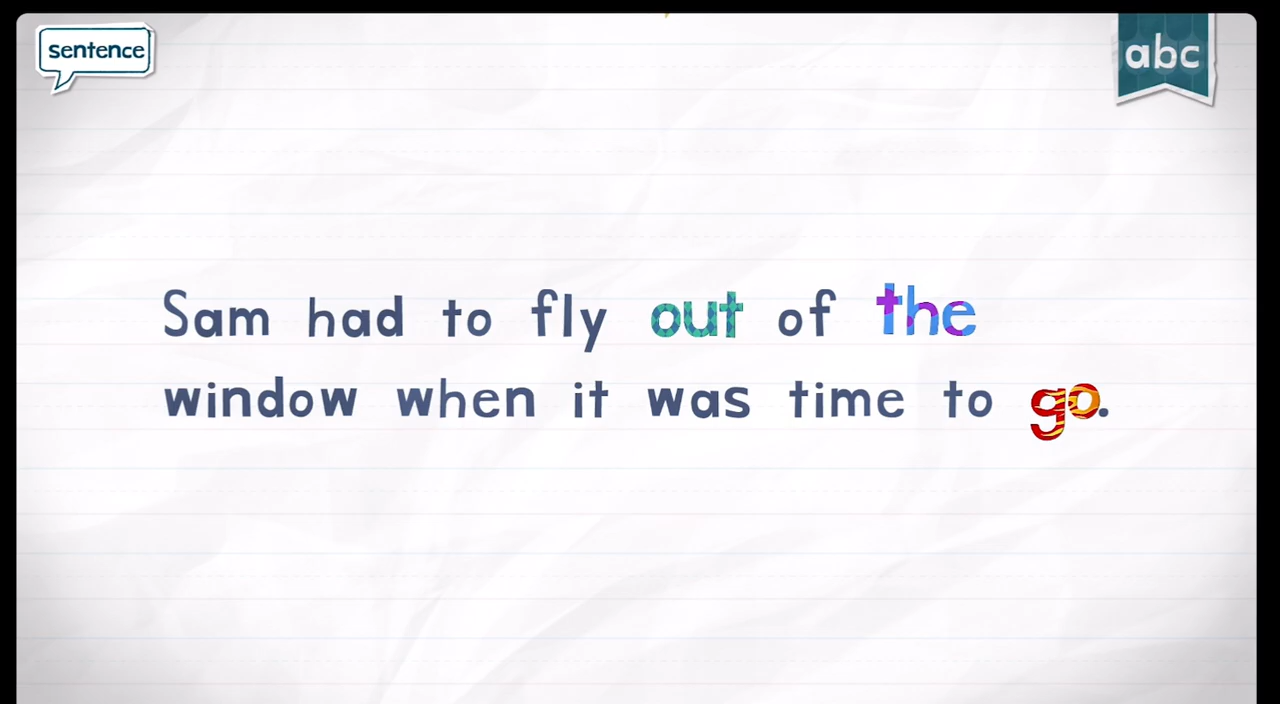 sentence
abc
Sam had to fly out of the
window when it was time to go.